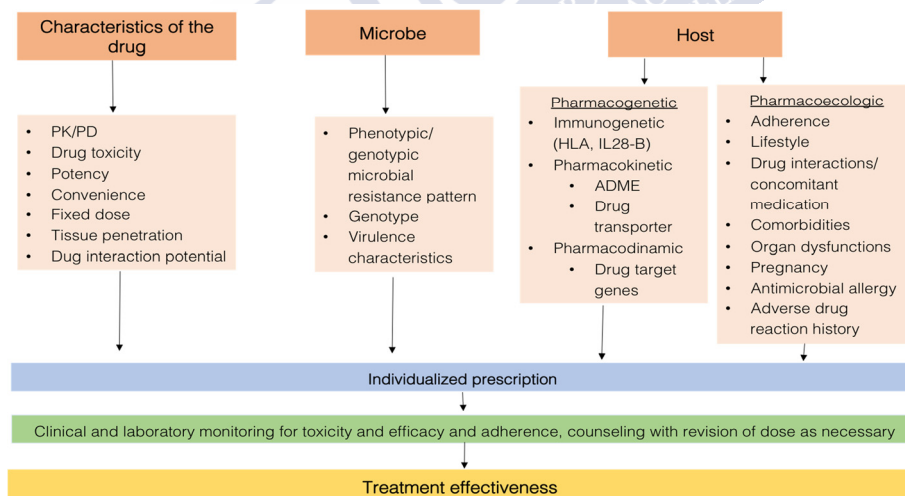 Characteristics of the
drug
PK/PD
Drug toxicity
Potency
Convenience
Fixed dose
Tissue penetration
Dug interaction potential
Microbe
Phenotypic/
genotypic
microbial
resistance pattern
Genotype
Virulence
characteristics
Host
Pharmacogenetic
Immunogenetic
(HLA, IL28-B)
Pharmacokinetic
ADME
Drug
transporter
Pharmacodinamic
Drug target
genes
Pharmacoecologic
Adherence
Lifestyle
Drug interactions/
concomitant
medication
Comorbidities
Organ dysfunctions
Pregnancy
Antimicrobial allergy
Adverse drug
reaction history
Individualized prescription
Clinical and laboratory monitoring for toxicity and efficacy and adherence, counseling with revision of dose as necessary
Treatment effectiveness